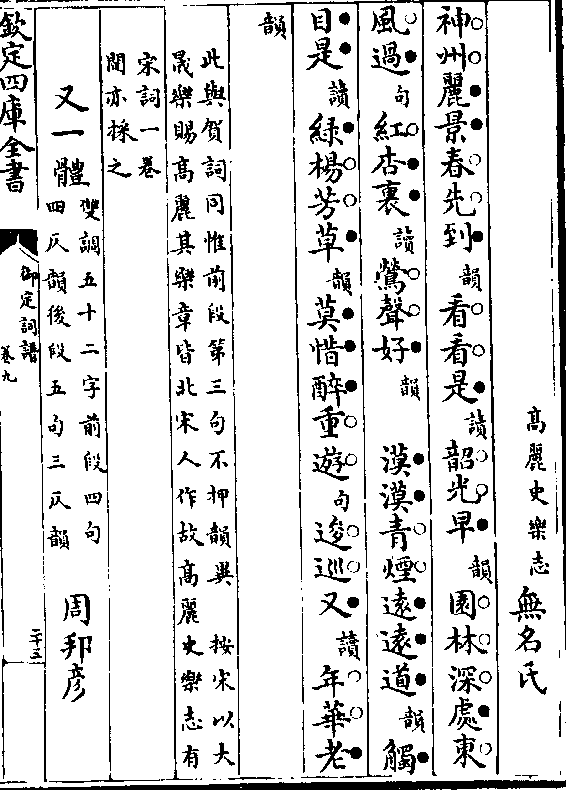 高麗史樂志 無名氏
神州麗景春先到韻看看是讀韶光早韻園林深處東
風過句紅杏裏讀鶯聲好韻 漠漠青煙遠遠道韻觸
目是讀綠楊芳草韻莫惜醉重遊句逡巡又讀年華老
韻
此與賀詞同惟前段第三句不押韻異 按宋以大
晟樂賜高麗其樂章皆北宋人作故高麗史樂志有
宋詞一卷
間亦採之
又一體 雙調五十二字前段四句
四仄韻後段五句三仄韻 周邦彥
欽定四庫全書 御定詞譜 卷九 二十三